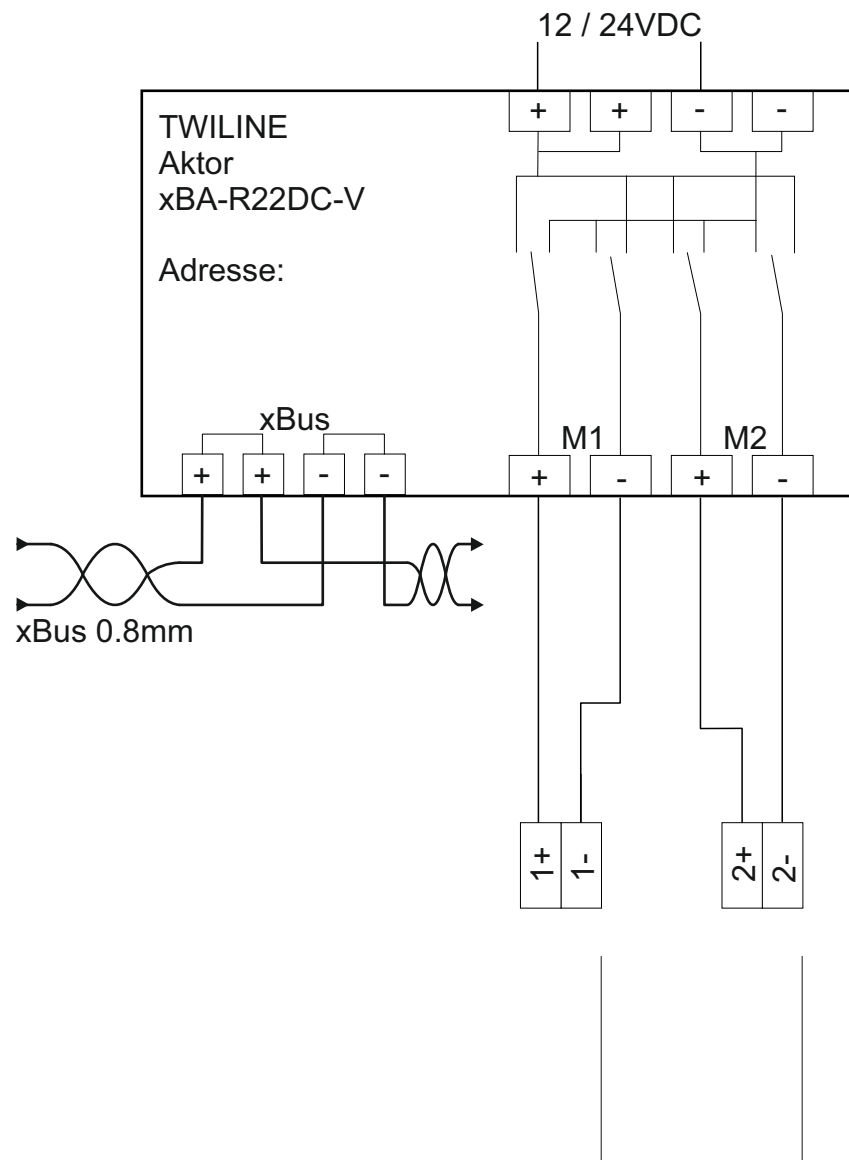 12 / 24VDC
+ + - -
TWILINE
Aktor
xBA-R22DC-V
Adresse:
xBus
M1 M2
+ + - - + - + -
xBus 0.8mm
1+ 1- 2+ 2-